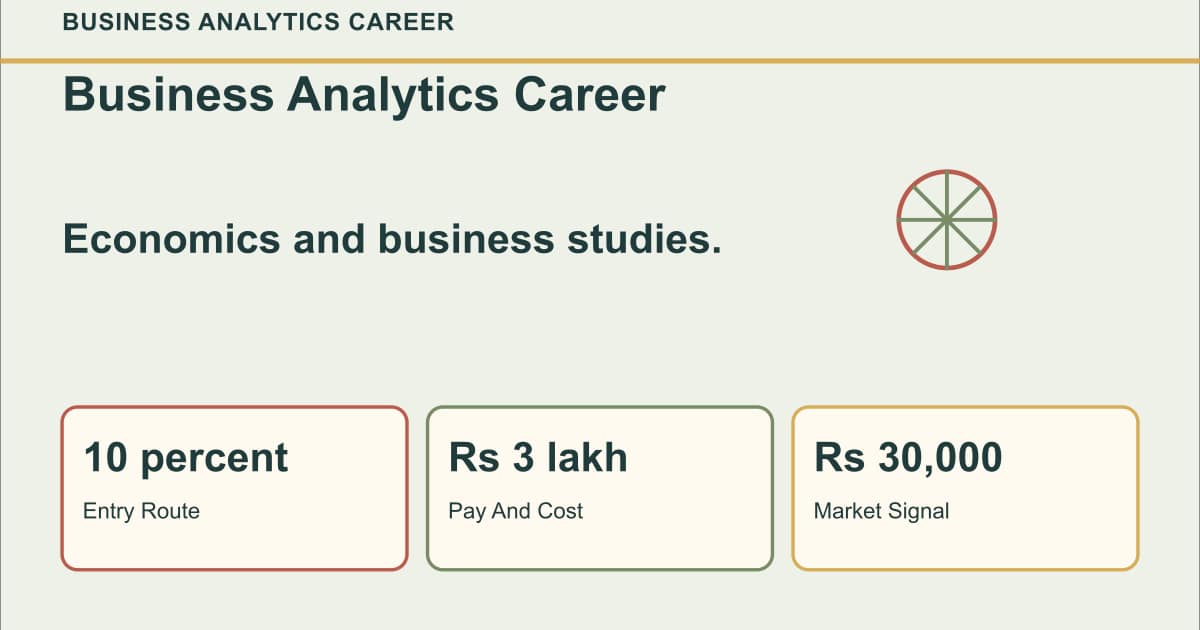 BUSINESS ANALYTICS CAREER
Business Analytics Career
Economics and business studies.
10 percent
Entry Route
Rs 3 lakh
Pay And Cost
Rs 30,000
Market Signal